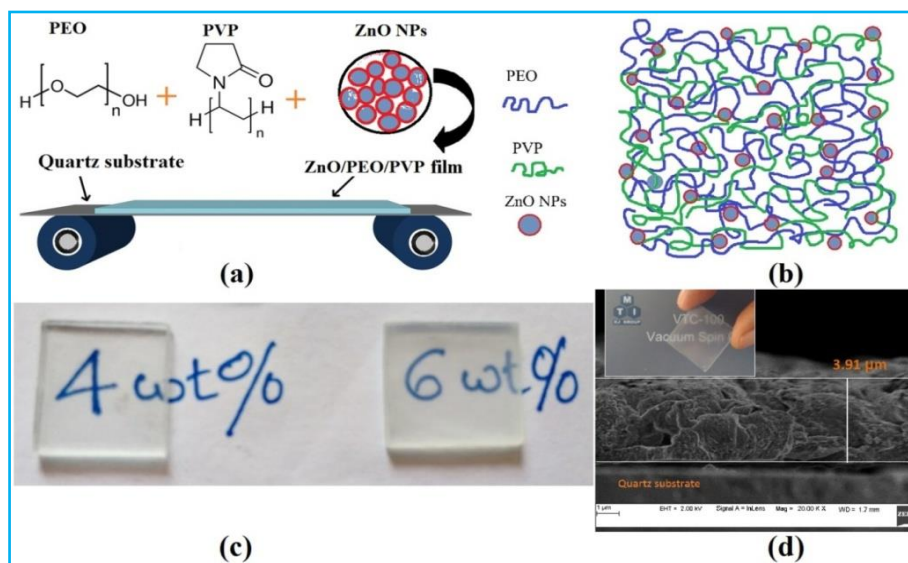 PEO
PVP
ZnO NPs
H
O
OH
n
+
N
O
H
H
n
+
Quartz substrate
ZnO/PEO/PVP film
(a)
PEO
PVP
ZnO NPs
(b)
4 wt%
6 wt%
(c)
MTI
VTC-100
Vacuum Spin
3.91 µm
Quartz substrate
1 µm
EHT = 2.00 kV
Signal A = InLens
Mag = 20.00 K X
WD = 1.7 mm
(d)